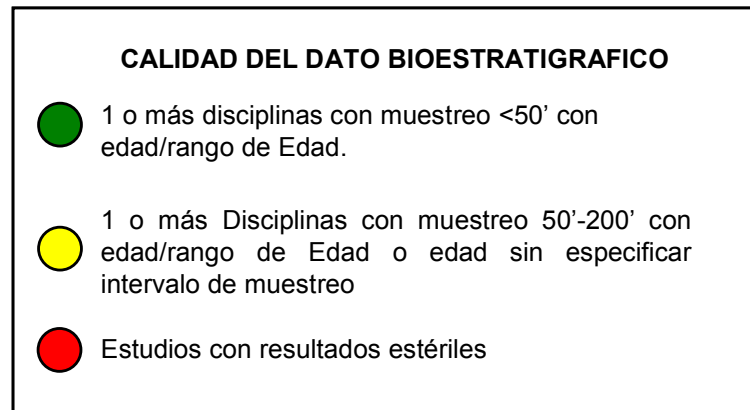 CALIDAD DEL DATO BIOESTRATIGRAFICO
1 o más disciplinas con muestreo <50’ con
edad/rango de Edad.
1 o más Disciplinas con muestreo 50’-200’ con
edad/rango de Edad o edad sin especificar
intervalo de muestreo
Estudios con resultados estériles